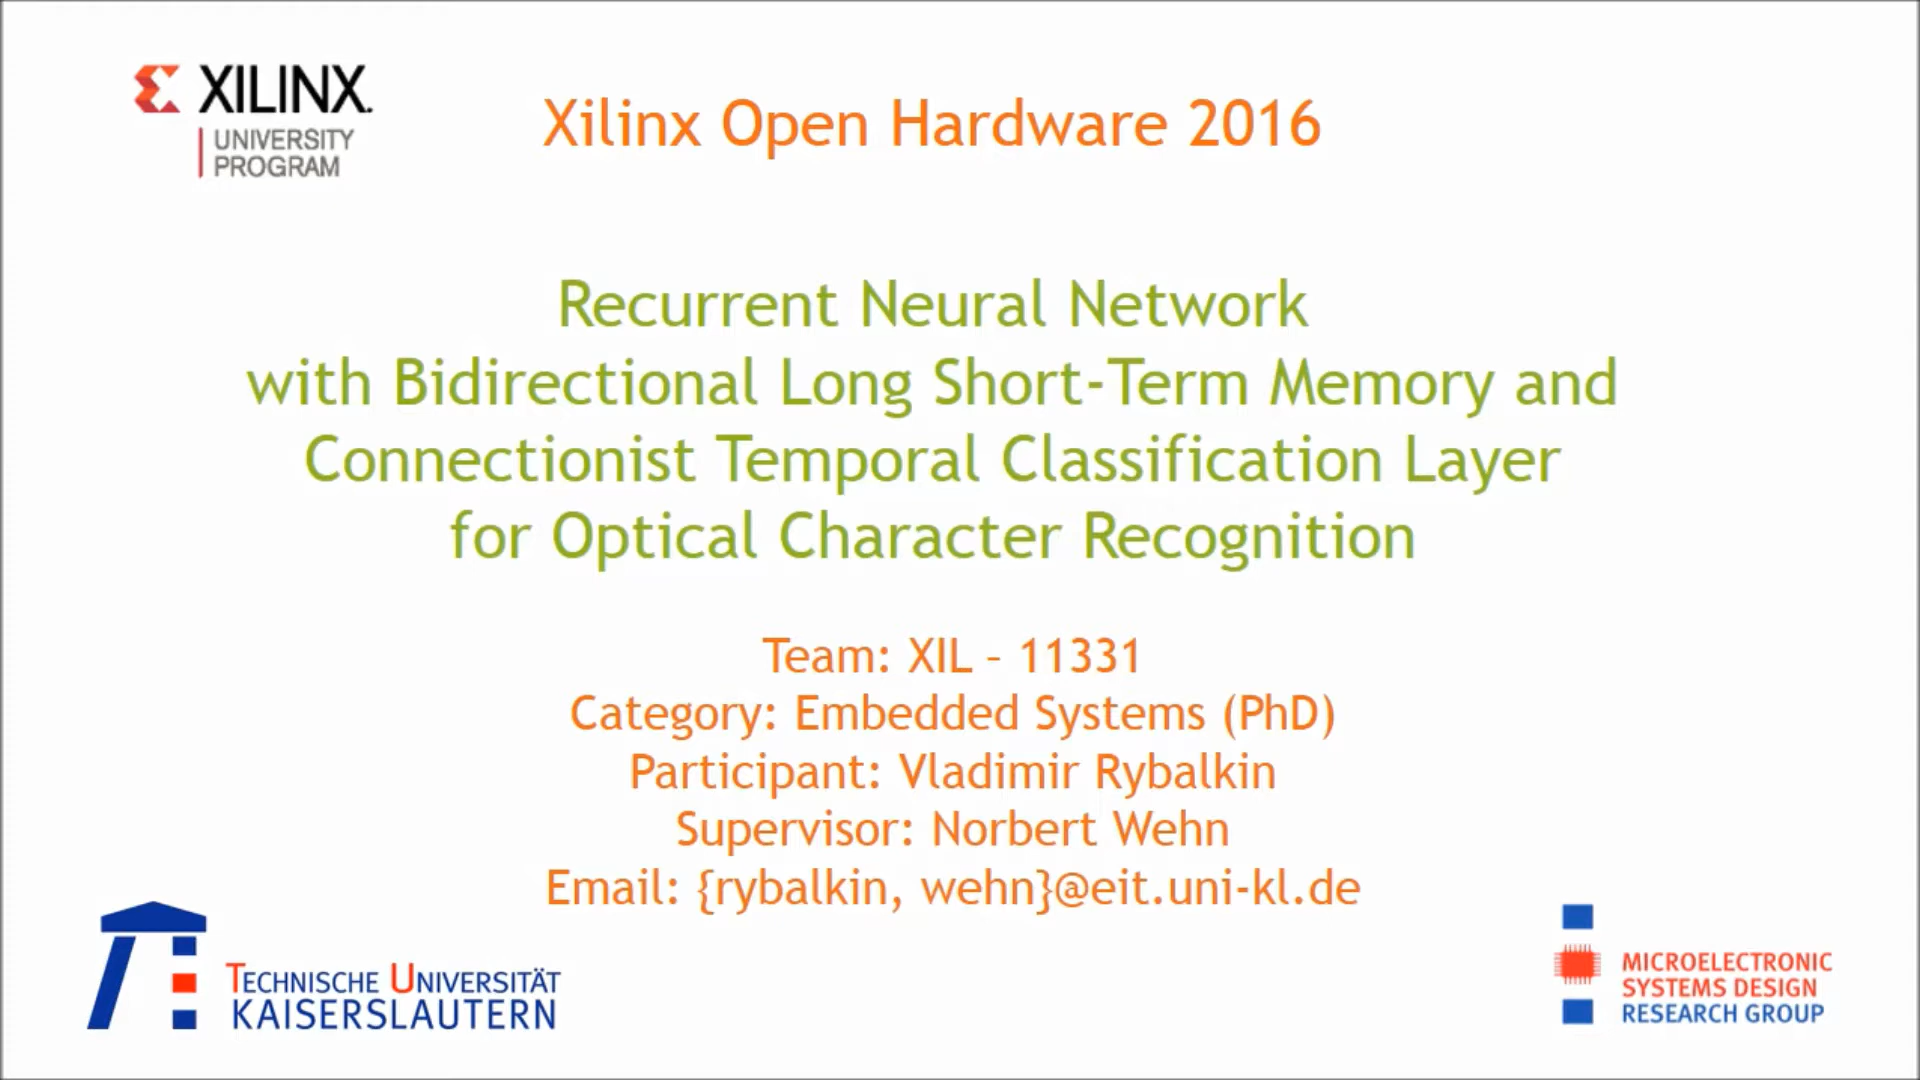 XILINX
UNIVERSITY
PROGRAM
Xilinx Open Hardware 2016
Recurrent Neural Network
with Bidirectional Long Short-Term Memory and
Connectionist Temporal Classification Layer
for Optical Character Recognition
Team: XIL – 11331
Category: Embedded Systems (PhD)
Participant: Vladimir Rybalkin
Supervisor: Norbert Wehn
Email: {rybalkin, wehn}@eit.uni-kl.de
TECHNISCHE UNIVERSITÄT
KAISERSLAUTERN
MICROELECTRONIC
SYSTEMS DESIGN
RESEARCH GROUP